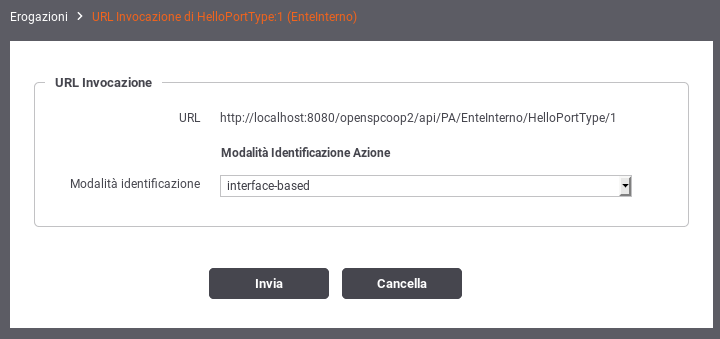 Erogazioni > URL Invocazione di HelloPortType:1 (EnteInterno)
URL Invocazione
URL http://localhost:8080/openspcoop2/api/PA/EnteInterno/HelloPortType/1
Modalità Identificazione Azione
Modalità identificazione interface-based
Invia Cancella